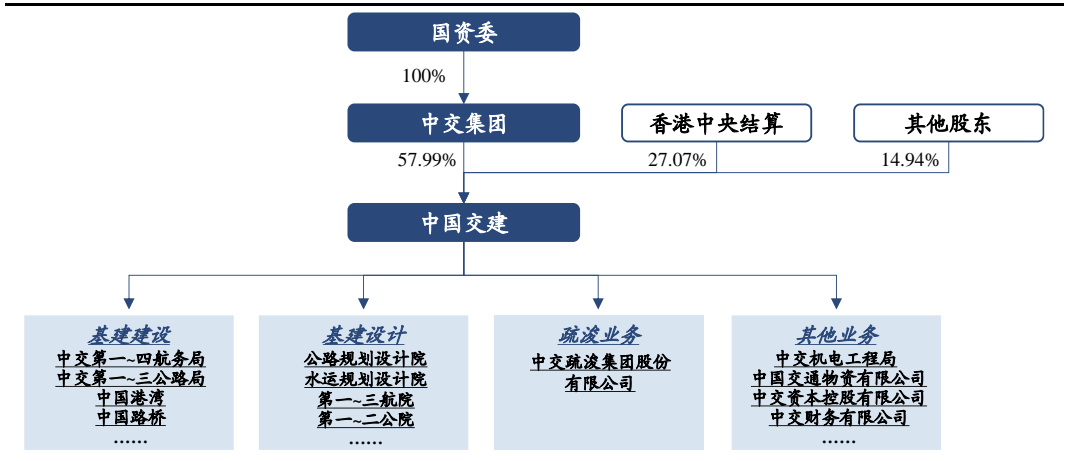 国资委
100%
中交集团
香港中央结算
其他股东
57.99%
27.07%
14.94%
中国交建
基建建设
中交第一~四航务局
中交第一~三公路局
中国港湾
中国路桥
……
基建设计
公路规划设计院
水运规划设计院
第一~三航院
第一~二公院
……
疏浚业务
中交疏浚集团股份
有限公司
其他业务
中交机电工程局
中国交通物资有限公司
中交资本控股有限公司
中交财务有限公司
……